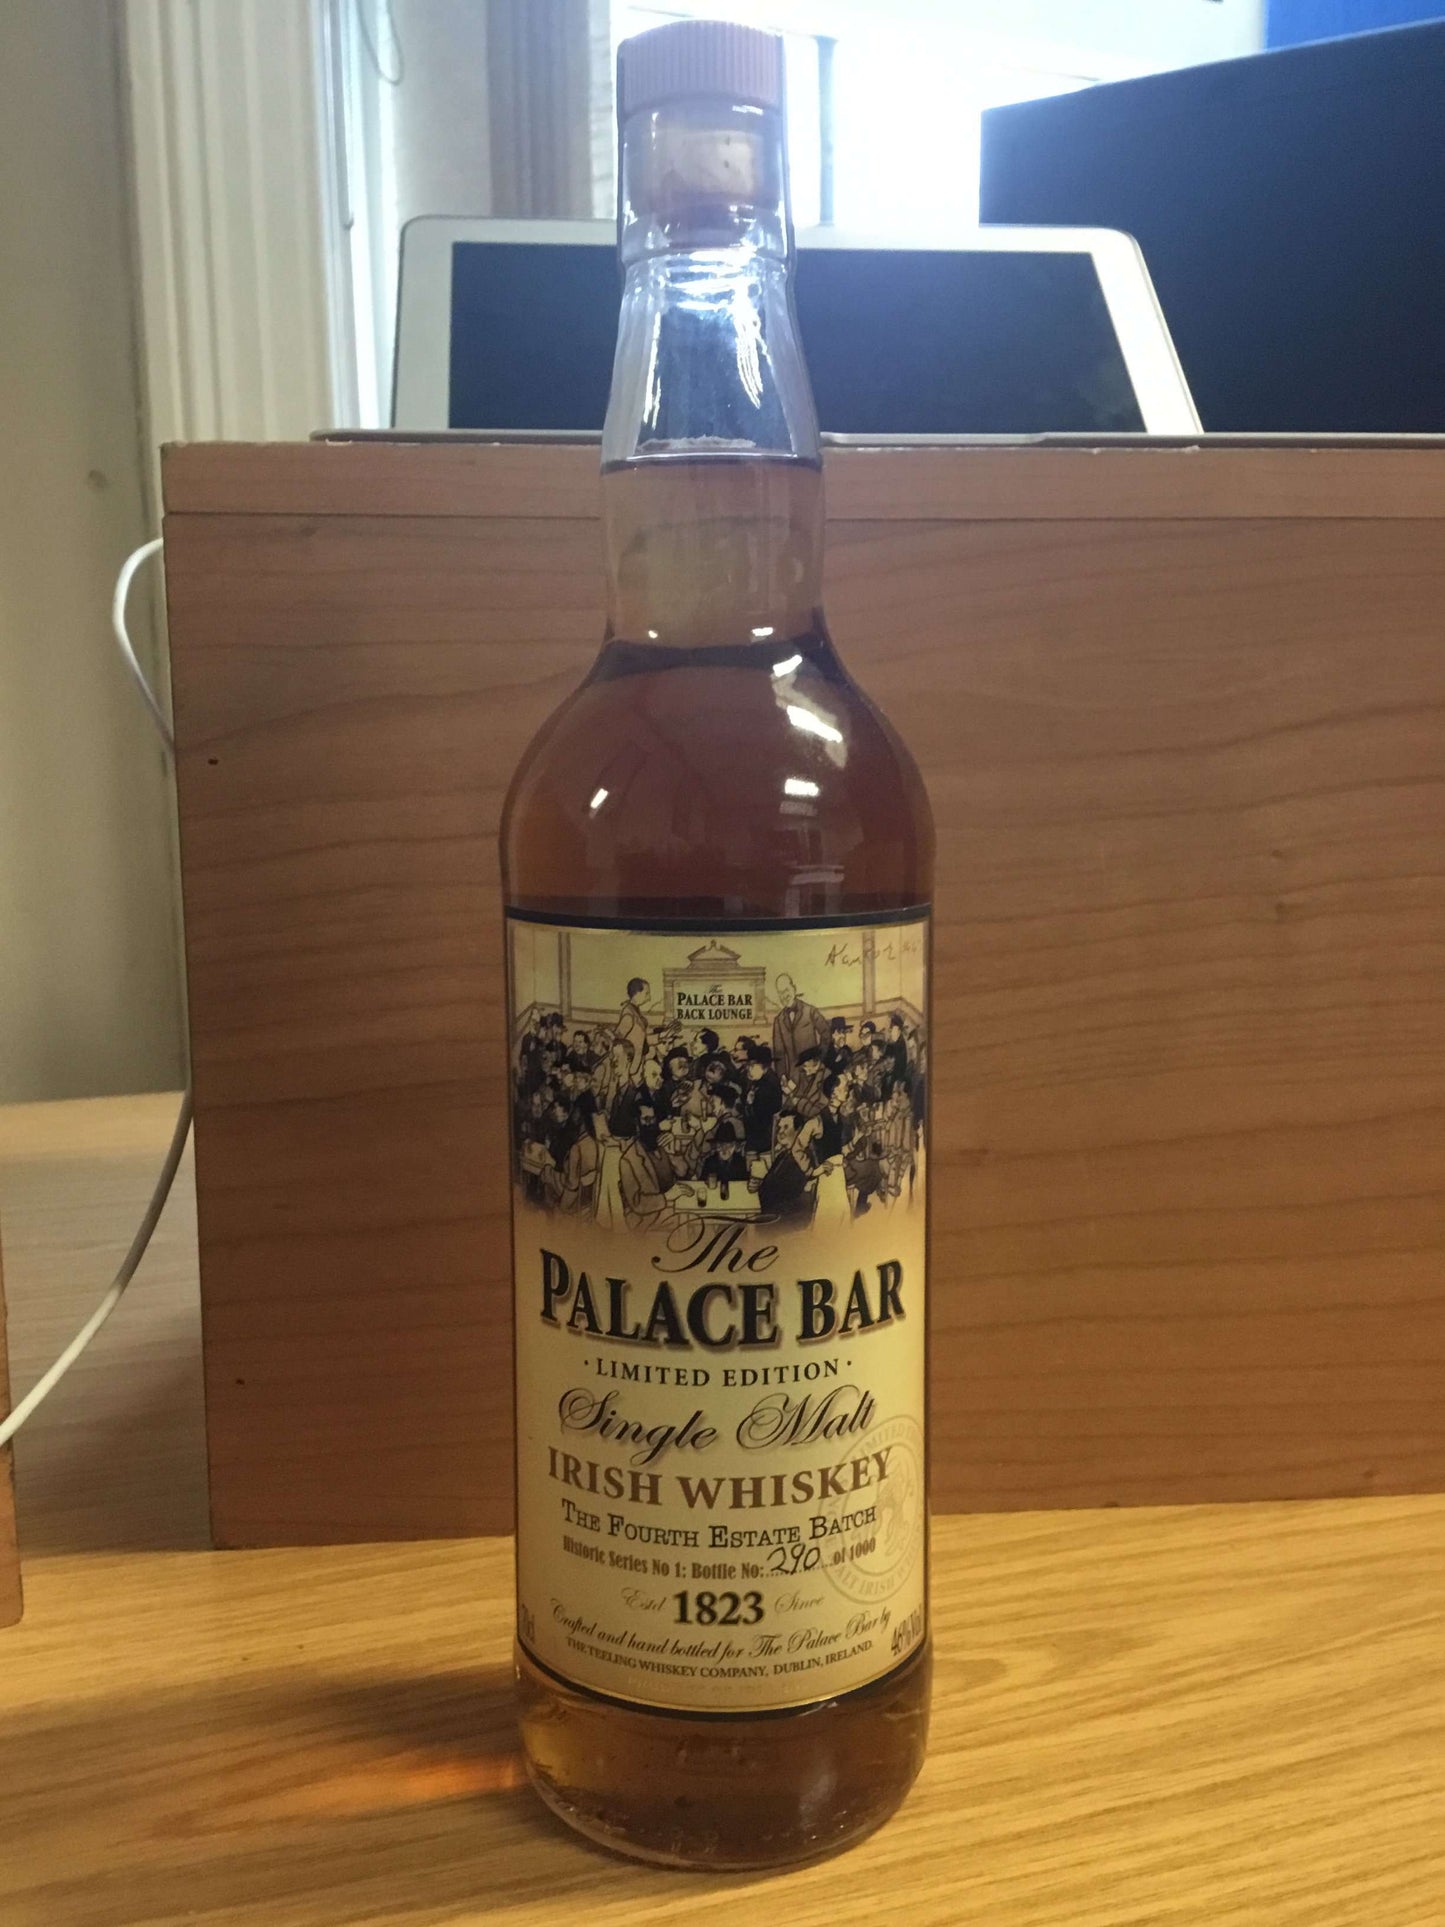 The
PALACE BAR
BACK LOUNGE
The
PALACE BAR
· LIMITED EDITION ·
Single Malt
IRISH WHISKEY
THE FOURTH ESTATE BATCH
Historic Series No 1: Bottle No:....290....of 1000
Estd 1823 Since
70cl
Crafted and hand bottled for The Palace Bar by
46%Vol
THE TEELING WHISKEY COMPANY, DUBLIN, IRELAND.